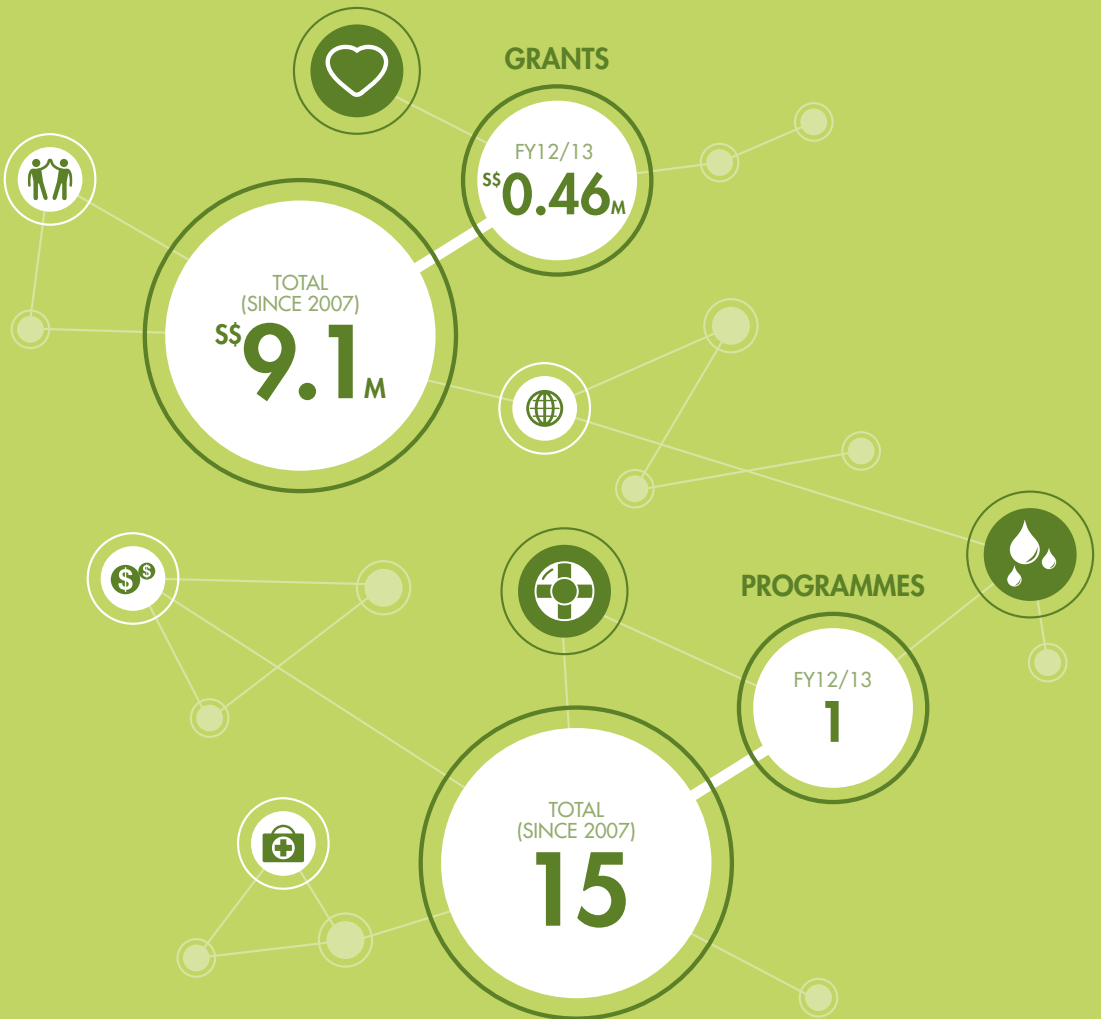 GRANTS
FY12/13
S$0.46M
TOTAL
(SINCE 2007)
S$9.1M
$ $
PROGRAMMES
FY12/13
1
TOTAL
(SINCE 2007)
15